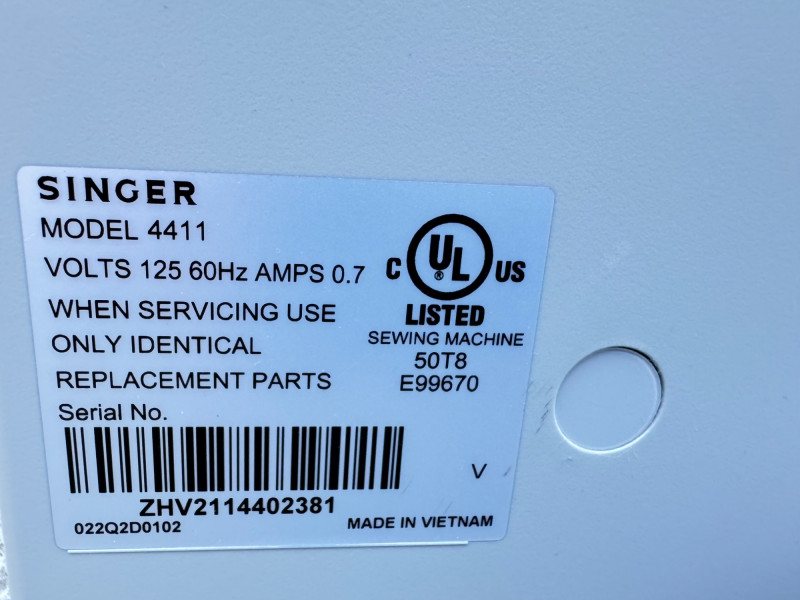 SINGER
MODEL 4411
VOLTS 125 60Hz AMPS 0.7
WHEN SERVICING USE
ONLY IDENTICAL
REPLACEMENT PARTS
Serial No.
C UL® US
LISTED
SEWING MACHINE
50T8
E99670
V
ZHV2114402381
022Q2D0102
MADE IN VIETNAM